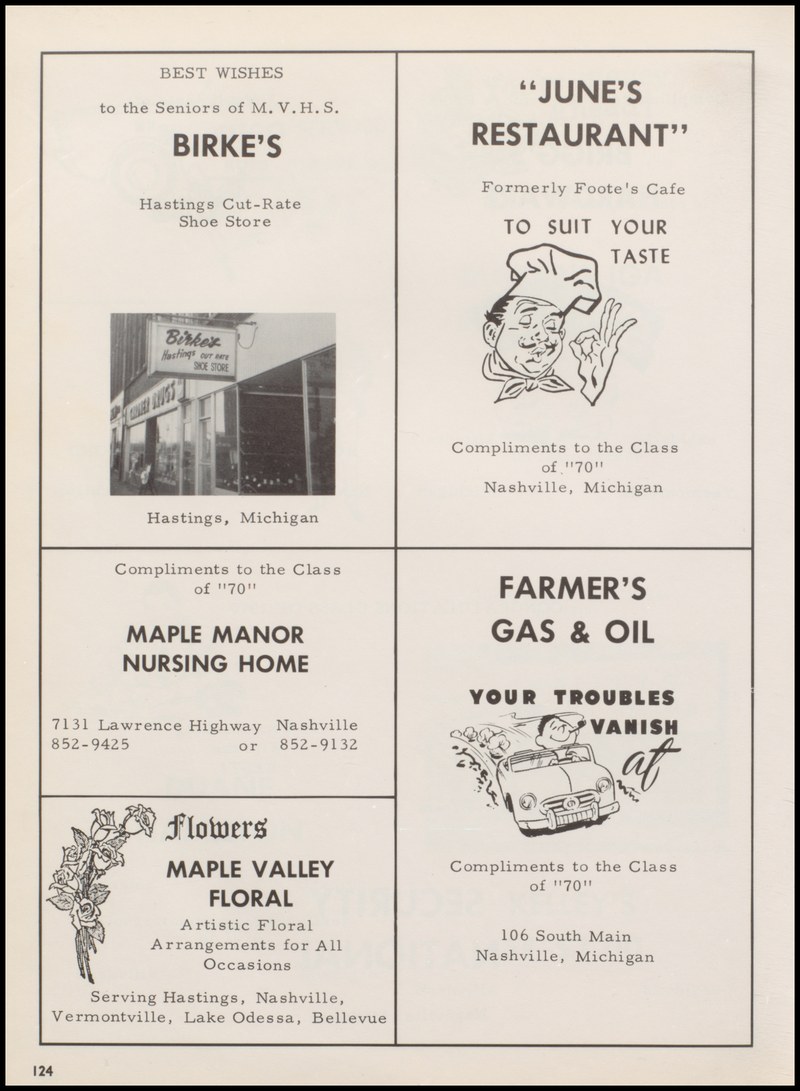 BEST WISHES
to the Seniors of M. V. H. S.
BIRKE'S
Hastings Cut-Rate
Shoe Store
Birke's
Hastings CUT RATE
SHOE STORE
DRUGS
Hastings, Michigan
"JUNE'S
RESTAURANT"
Formerly Foote's Cafe
TO SUIT YOUR
TASTE
Compliments to the Class
of "70"
Nashville, Michigan
Compliments to the Class
of "70"
MAPLE MANOR
NURSING HOME
7131 Lawrence Highway Nashville
852-9425 or 852-9132
FARMER'S
GAS & OIL
YOUR TROUBLES
VANISH
at
Compliments to the Class
of "70"
106 South Main
Nashville, Michigan
Flowers
MAPLE VALLEY
FLORAL
Artistic Floral
Arrangements for All
Occasions
Serving Hastings, Nashville,
Vermontville, Lake Odessa, Bellevue
124